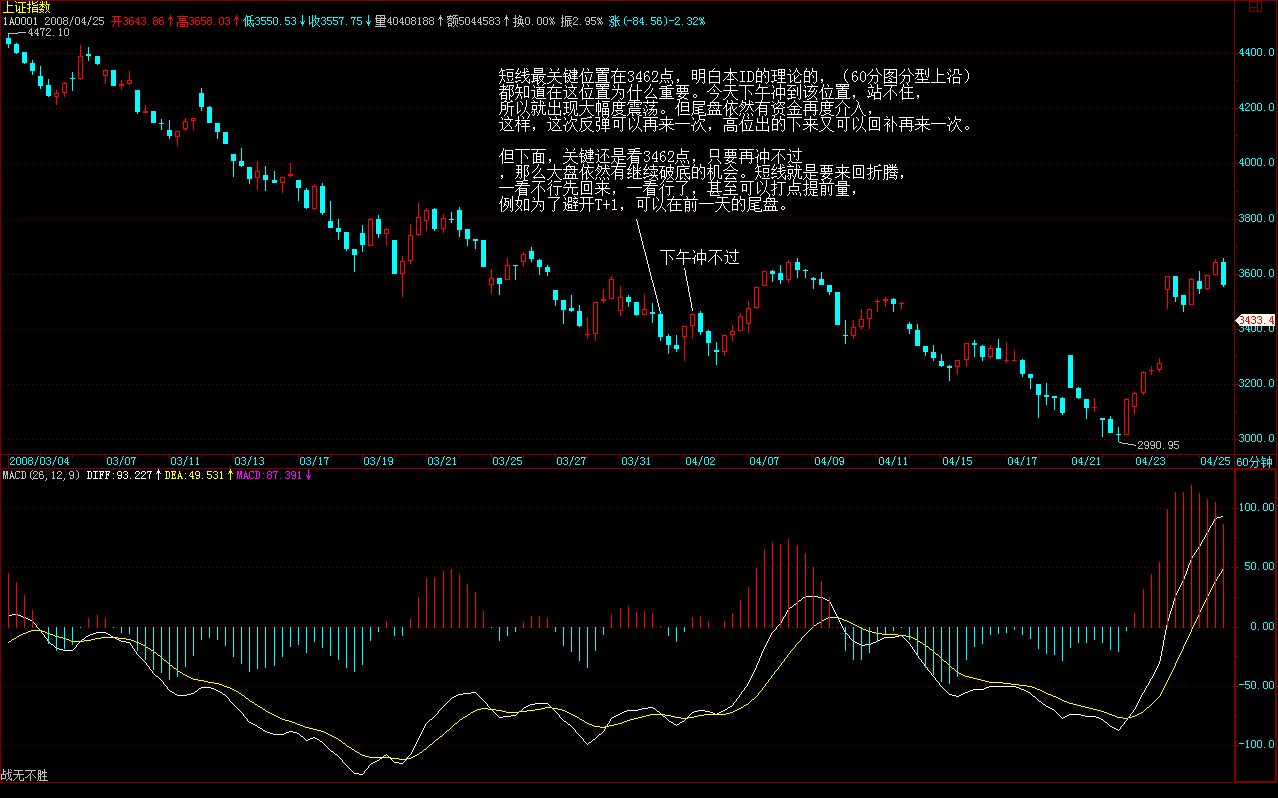 上证指数
1A0001 2008/04/25 开3643.88↑高3658.03↑低3550.53↓收3557.75↓量40408188↑额5044583↑换0.00% 振2.95% 涨(-84.56)-2.32%
4472.10
短线最关键位置在3462点，明白本ID的理论的，（60分图分型上沿）
都知道在这位置为什么重要。今天下午冲到该位置，站不住，
所以就出现大幅度震荡。但尾盘依然有资金再度介入，
这样，这次反弹可以再来一次，高位出的下来又可以回补再来一次。
但下面，关键还是看3462点，只要再冲不过
，那么大盘依然有继续破底的机会。短线就是要来回折腾，
一看不行先回来，一看行了，甚至可以打点提前量，
例如为了避开T+1，可以在前一天的尾盘。
下午冲不过
4400.0
4200.0
4000.0
3800.0
3600.0
3433.4
3400.0
3200.0
3000.0
2990.95
2008/03/04 03/07 03/11 03/13 03/17 03/19 03/21 03/25 03/27 03/31 04/02 04/07 04/09 04/11 04/15 04/17 04/21 04/23 04/25 60分钟
MACD(26,12,9) DIFF:93.227↑DEA:49.531↑MACD:87.391↓
100.00
50.00
0.00
-50.00
-100.0
战无不胜